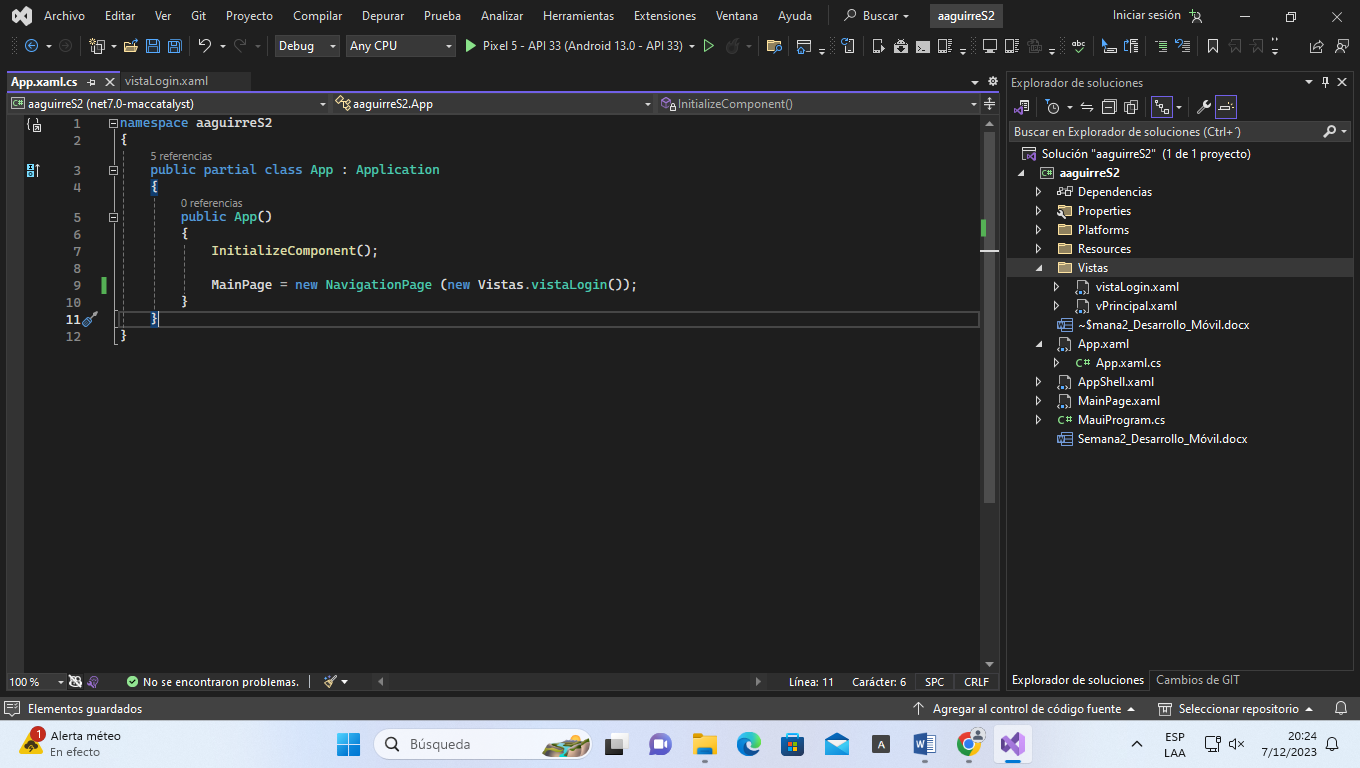 Archivo Editar Ver Git Proyecto Compilar Depurar Prueba Analizar Herramientas Extensiones Ventana Ayuda Buscar aaguirreS2 Iniciar sesión
Debug Any CPU Pixel 5 - API 33 (Android 13.0 - API 33)
App.xaml.cs vistaLogin.xaml
aaguirreS2 (net7.0-maccatalyst) aaguirreS2.App InitializeComponent()
1 namespace aaguirreS2
2 {
5 referencias
3 public partial class App : Application
4 {
0 referencias
5 public App()
6 {
7 InitializeComponent();
8
9 MainPage = new NavigationPage (new Vistas.vistaLogin());
10 }
11 }
12 }
100 % No se encontraron problemas. Línea: 11 Carácter: 6 SPC CRLF
Explorador de soluciones
Buscar en Explorador de soluciones (Ctrl+´)
Solución "aaguirreS2" (1 de 1 proyecto)
aaguirreS2
Dependencias
Properties
Platforms
Resources
Vistas
vistaLogin.xaml
vPrincipal.xaml
~$mana2_Desarrollo_Móvil.docx
App.xaml
App.xaml.cs
AppShell.xaml
MainPage.xaml
MauiProgram.cs
Semana2_Desarrollo_Móvil.docx
Explorador de soluciones Cambios de GIT
Elementos guardados Agregar al control de código fuente Seleccionar repositorio
1 Alerta méteo
En efecto
Búsqueda
A
ESP
LAA
20:24
7/12/2023